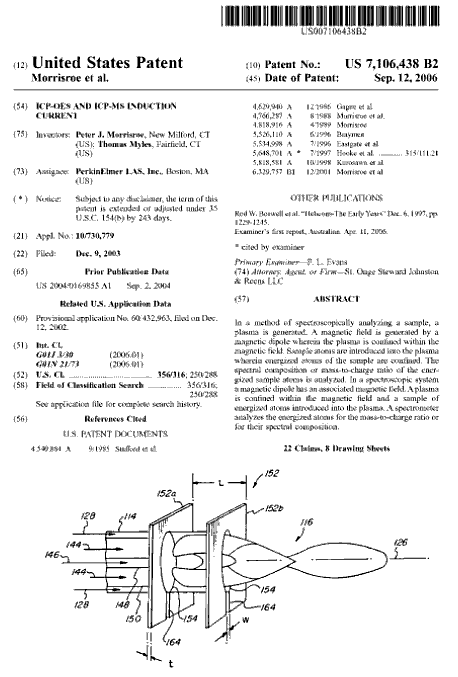 US007106438B2
(12) United States Patent
Morrisroe et al.
(10) Patent No.: US 7,106,438 B2
(45) Date of Patent: Sep. 12, 2006
(54) ICP-OES AND ICP-MS INDUCTION
CURRENT
(75) Inventors: Peter J. Morrisroe, New Milford, CT
(US); Thomas Myles, Fairfield, CT
(US)
(73) Assignee: PerkinElmer LAS, Inc., Boston, MA
(US)
( * ) Notice: Subject to any disclaimer, the term of this
patent is extended or adjusted under 35
U.S.C. 154(b) by 243 days.
(21) Appl. No.: 10/730,779
(22) Filed: Dec. 9, 2003
(65) Prior Publication Data
US 2004/0169855 A1 Sep. 2, 2004
Related U.S. Application Data
(60) Provisional application No. 60/432,963, filed on Dec.
12, 2002.
(51) Int. Cl.
G01J 3/30 (2006.01)
G01N 21/73 (2006.01)
(52) U.S. Cl. 356/316; 250/288
(58) Field of Classification Search 356/316;
250/288
See application file for complete search history.
(56) References Cited
U.S. PATENT DOCUMENTS
9/1985 Stafford et al.
4,629,940 A 12/1986 Gagne et al.
4,766,287 A 8/1988 Morrisroe et al.
4,818,916 A 4/1989 Morrisroe
5,526,110 A 6/1996 Braymen
5,534,998 A 7/1996 Eastgate et al.
5,648,701 A * 7/1997 Hooke et al. 315/111.21
5,818,581 A 10/1998 Kurosawa et al.
6,329,757 B1 12/2001 Morrisroe et al.
OTHER PUBLICATIONS
Rod W. Boswell et al. "Helicons-The Early Years" Dec. 6, 1997, pp.
1229-1245.
Examiner's first report, Australian. Apr. 11, 2006.
* cited by examiner
Primary Examiner—F. L. Evans
(74) Attorney, Agent, or Firm—St. Onge Steward Johnston
& Reens LLC
(57) ABSTRACT
In a method of spectroscopically analyzing a sample, a
plasma is generated. A magnetic field is generated by a
magnetic dipole wherein the plasma is confined within the
magnetic field. Sample atoms are introduced into the plasma
wherein energized atoms of the sample are confined. The
spectral composition or mass-to-charge ratio of the ener-
gized sample atoms is analyzed. In a spectroscopic system
a magnetic dipole has an associated magnetic field. A plasma
is confined within the magnetic field and a sample of
energized atoms introduced into the plasma. A spectrometer
analyzes the energized atoms for the mass-to-charge ratio or
for their spectral composition.
22 Claims, 8 Drawing Sheets
152a
L
152
128
114
152b
144
116
146
126
144
128
148
150
154
164
154
164
W
t